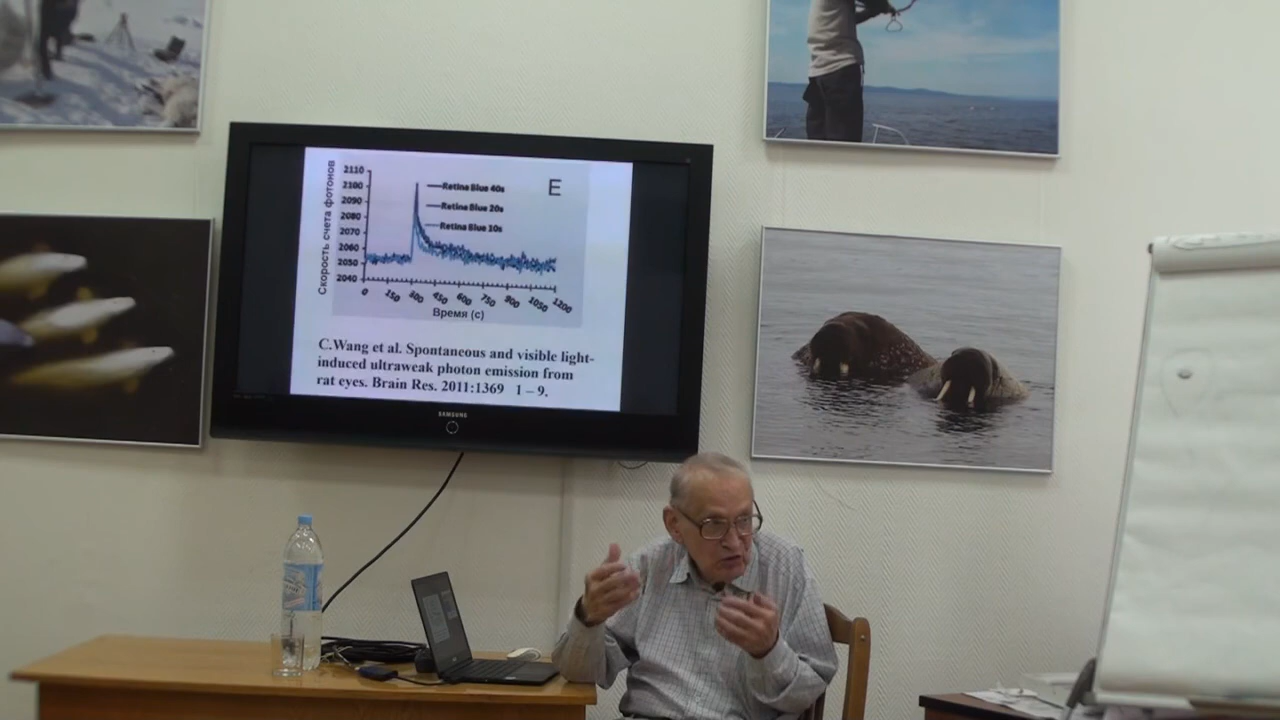 Скорость счета фотонов
2110
2100
2090
2080
2070
2060
2050
2040
Retina Blue 40s
Retina Blue 20s
Retina Blue 10s
E
0 150 300 450 600 750 900 1050 1200
Время (с)
C.Wang et al. Spontaneous and visible light-
induced ultraweak photon emission from
rat eyes. Brain Res. 2011:1369 1 – 9.
SAMSUNG